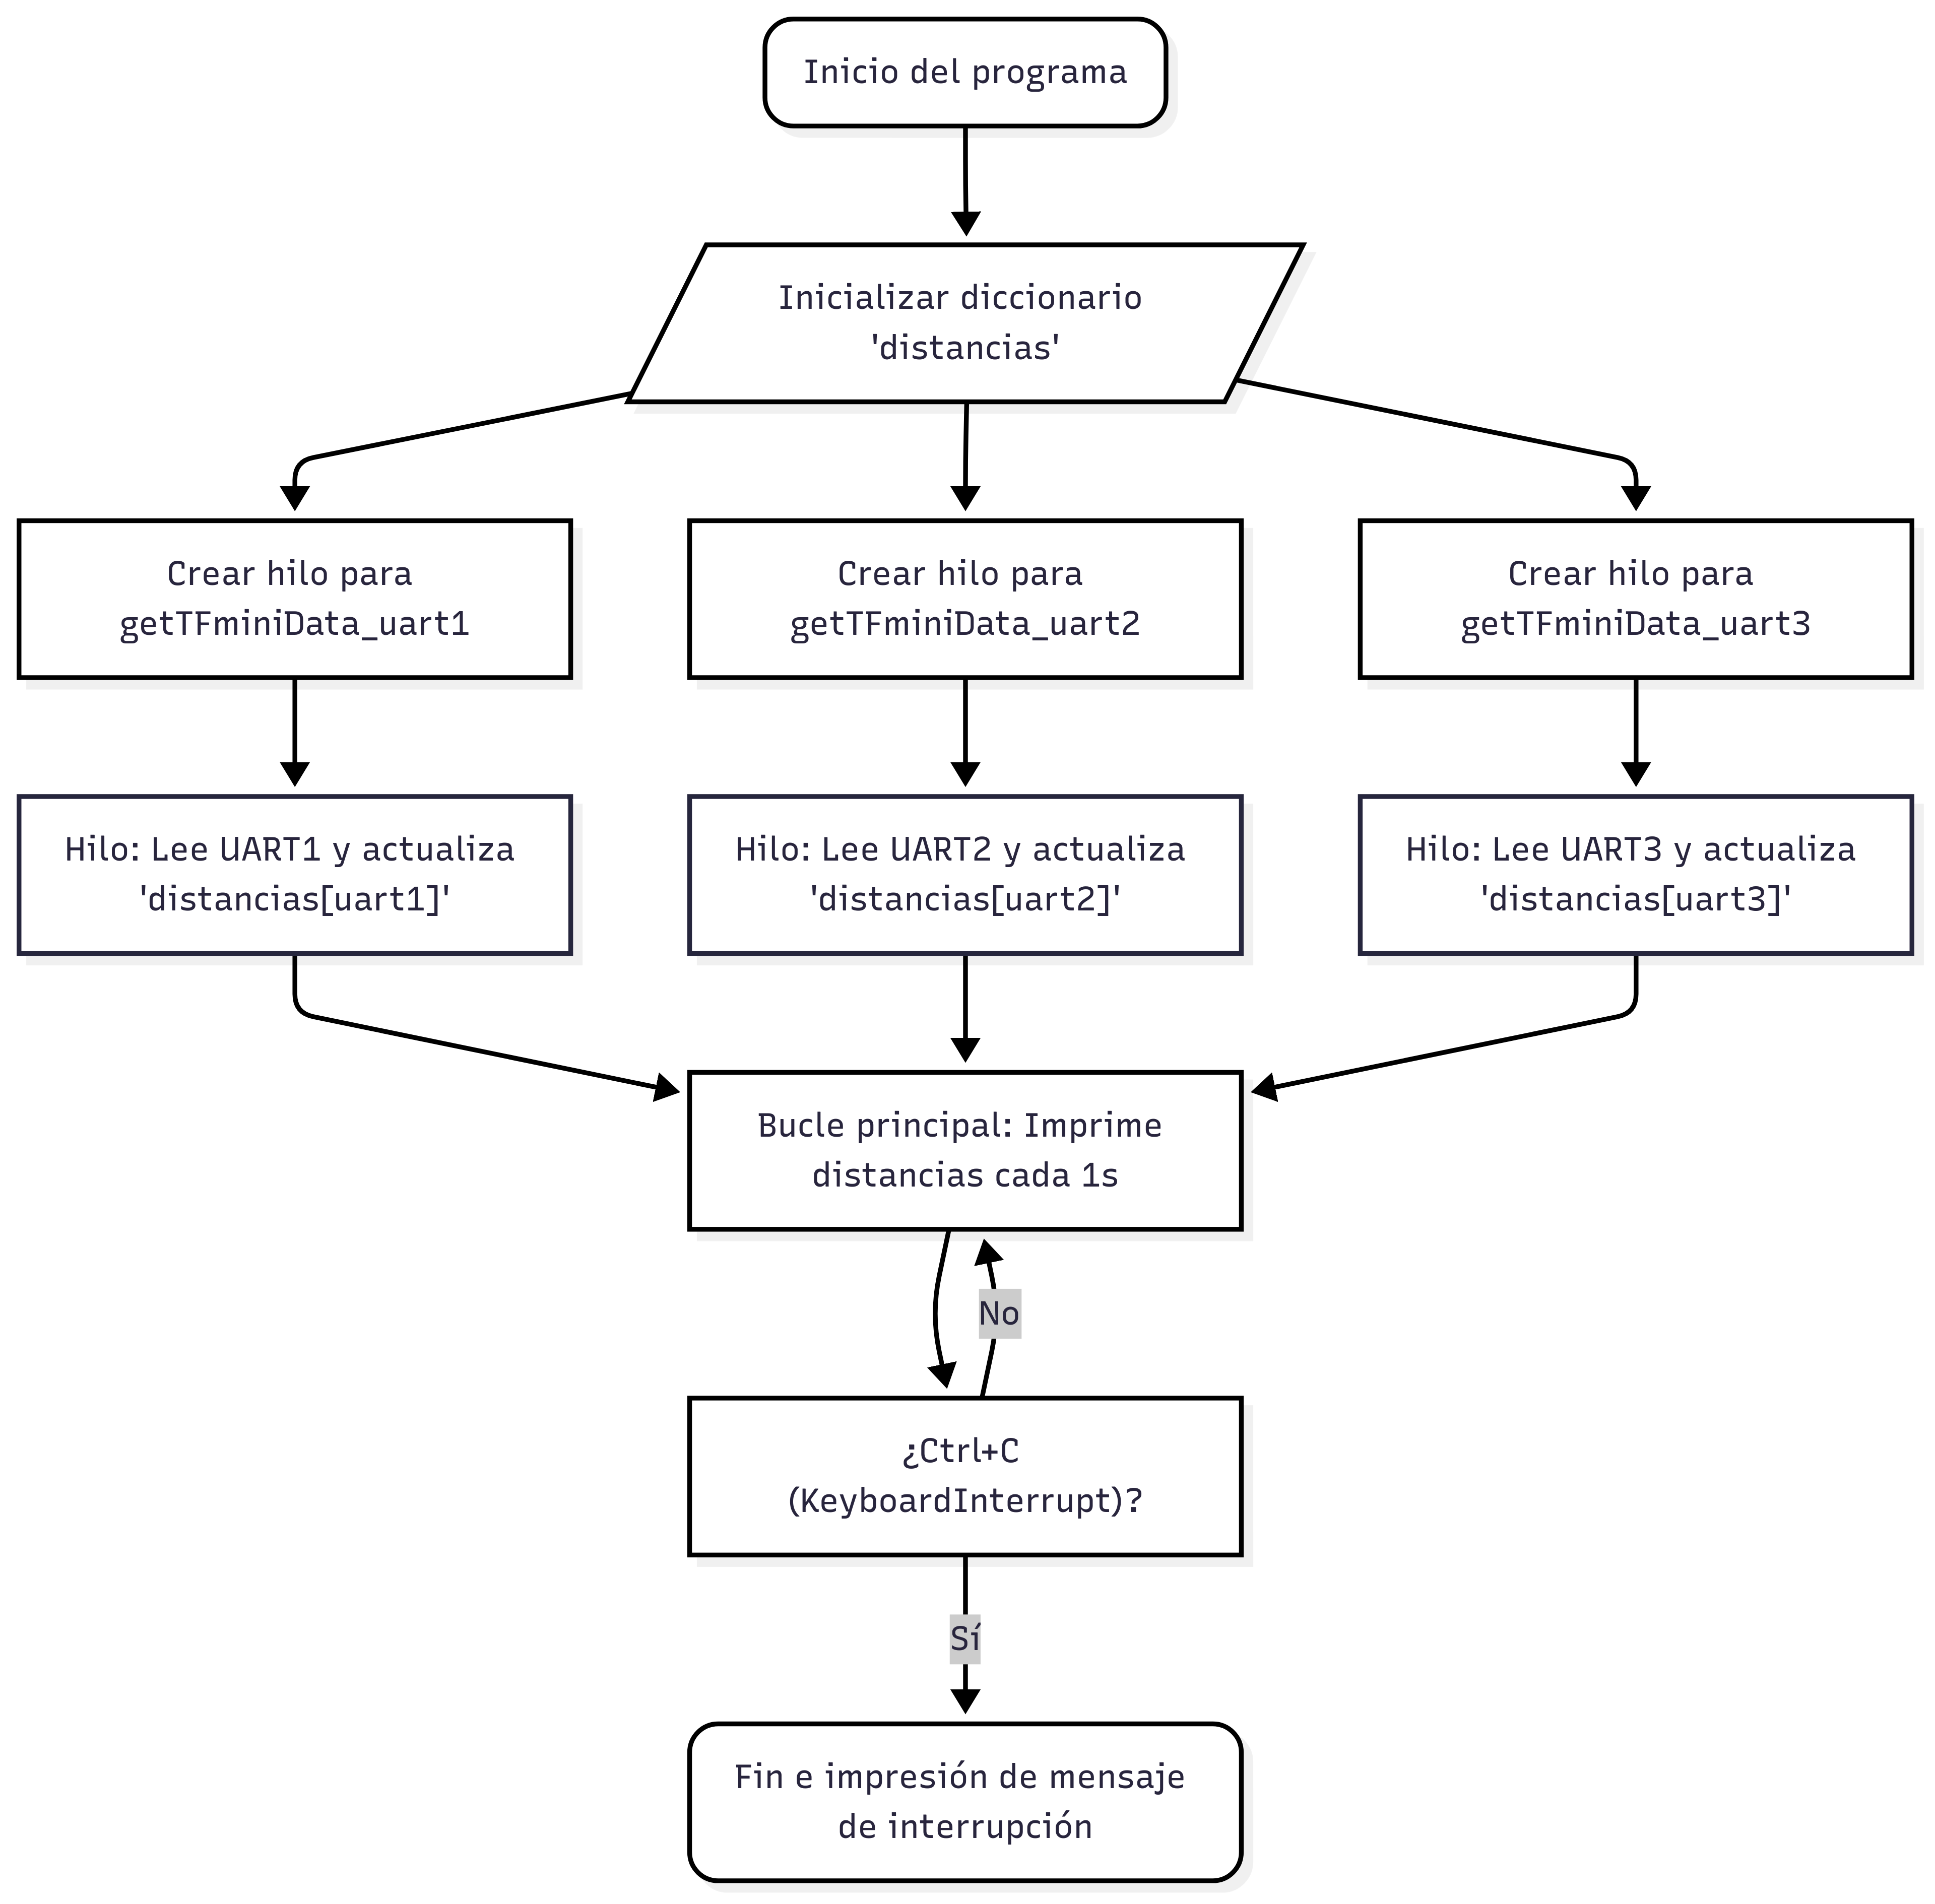 Inicio del programa
Inicializar diccionario
'distancias'
Crear hilo para
getTFminiData_uart1
Crear hilo para
getTFminiData_uart2
Crear hilo para
getTFminiData_uart3
Hilo: Lee UART1 y actualiza
'distancias[uart1]'
Hilo: Lee UART2 y actualiza
'distancias[uart2]'
Hilo: Lee UART3 y actualiza
'distancias[uart3]'
Bucle principal: Imprime
distancias cada 1s
No
¿Ctrl+C
(KeyboardInterrupt)?
Sí
Fin e impresión de mensaje
de interrupción